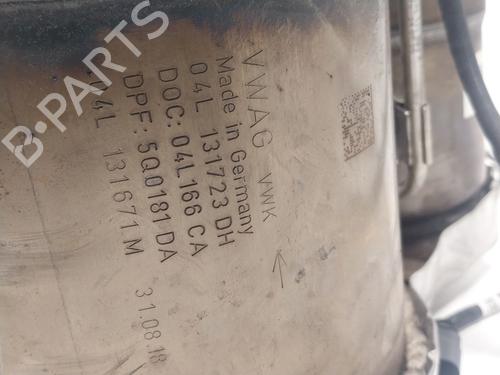 VWAG VWK
Made in Germany
04L 131723 DH
DOC: 04L166 CA
DPF: 5Q0181 DA
04L 131671 M
31.08.18
B-PARTS